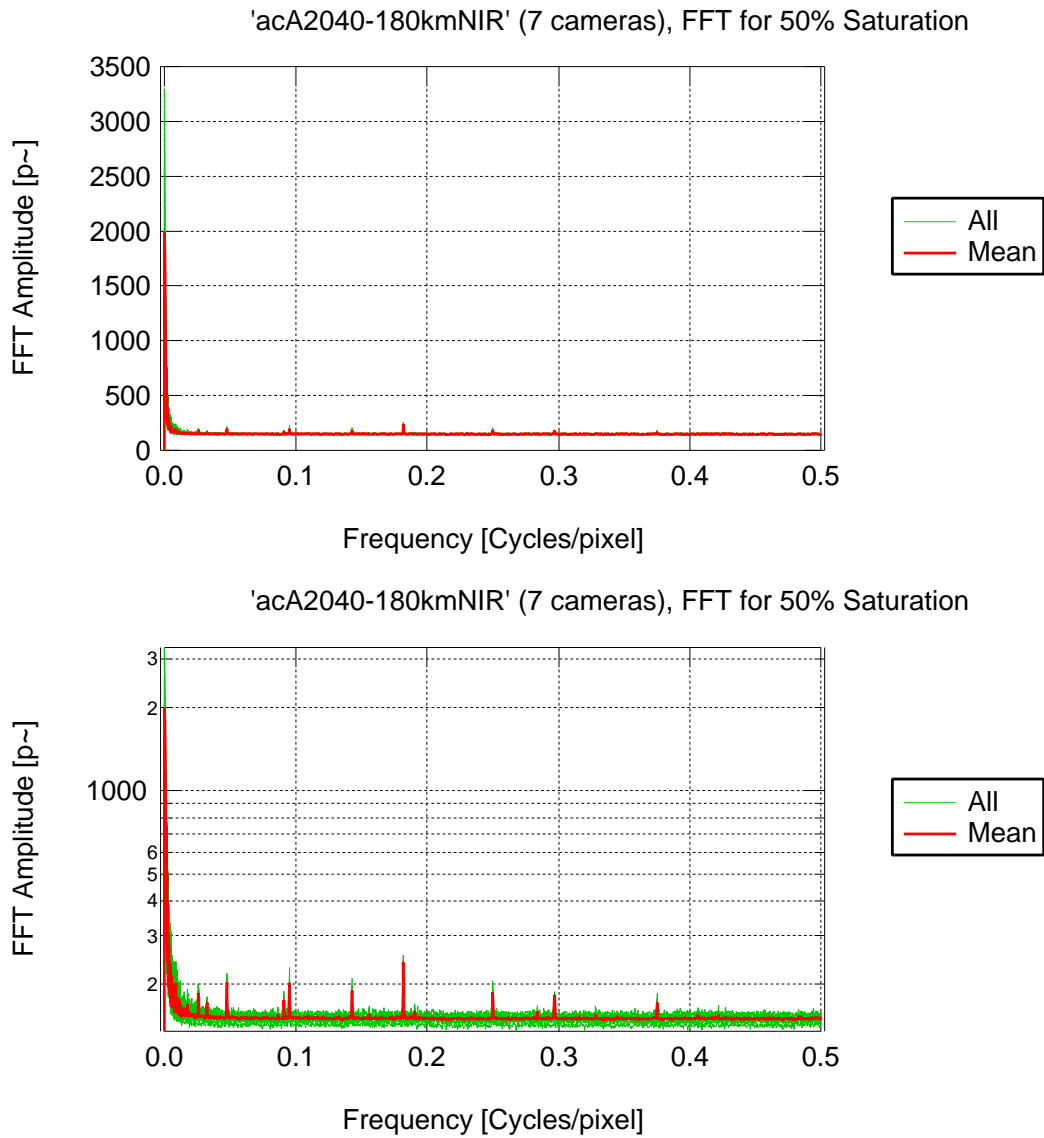 'acA2040-180kmNIR' (7 cameras), FFT for 50% Saturation
3500
3000
2500
2000
1500
1000
500
0
FFT Amplitude [p~]
0.0 0.1 0.2 0.3 0.4 0.5
Frequency [Cycles/pixel]
All
Mean
'acA2040-180kmNIR' (7 cameras), FFT for 50% Saturation
3
2
1000
6
5
4
3
2
FFT Amplitude [p~]
0.0 0.1 0.2 0.3 0.4 0.5
Frequency [Cycles/pixel]
All
Mean